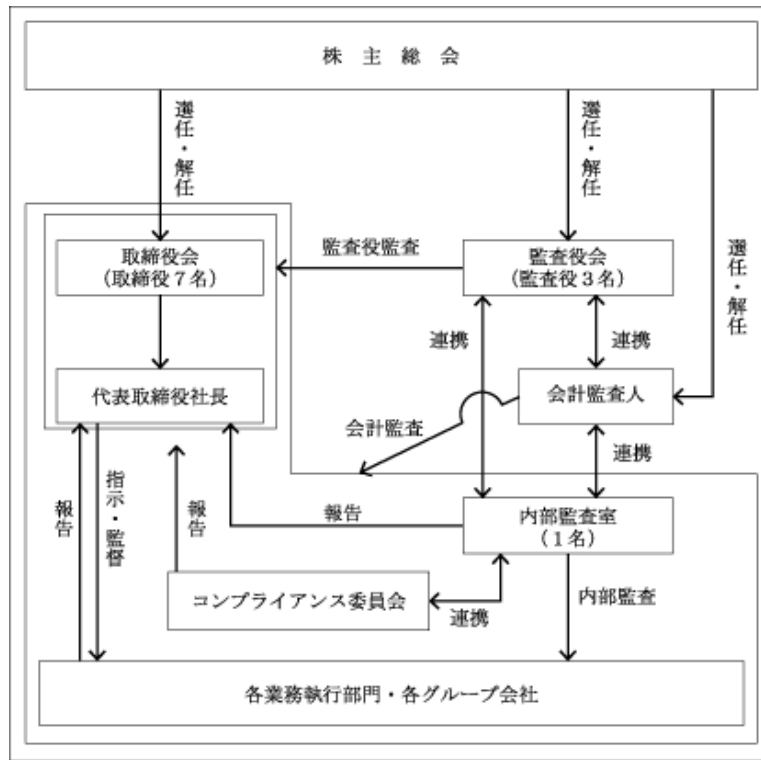 株主総会
選任・解任
選任・解任
選任・解任
取締役会
(取締役7名)
監査役監査
監査役会
(監査役3名)
連携
連携
代表取締役社長
会計監査人
会計監査
連携
報告
指示・監督
報告
報告
内部監査室
(1名)
コンプライアンス委員会
連携
内部監査
各業務執行部門・各グループ会社